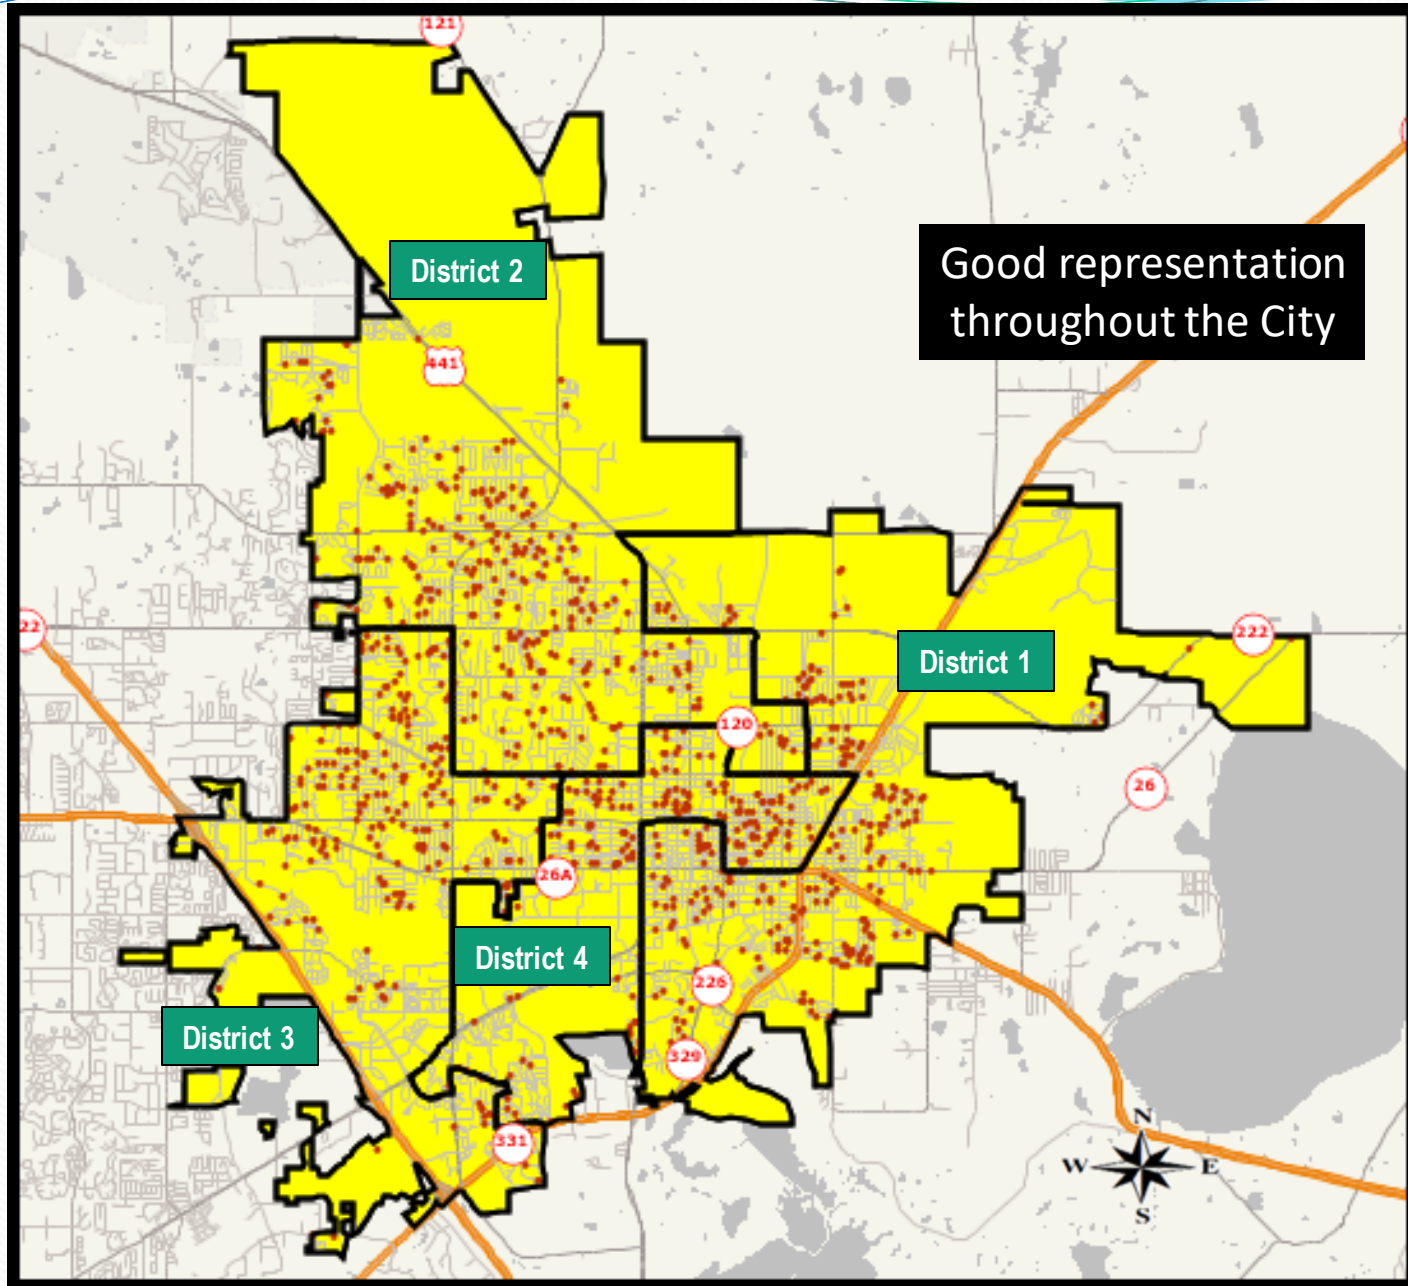 121
District 2
Good representation
throughout the City
441
22
222
District 1
120
26
26A
District 4
226
District 3
329
331
N
W
E
S